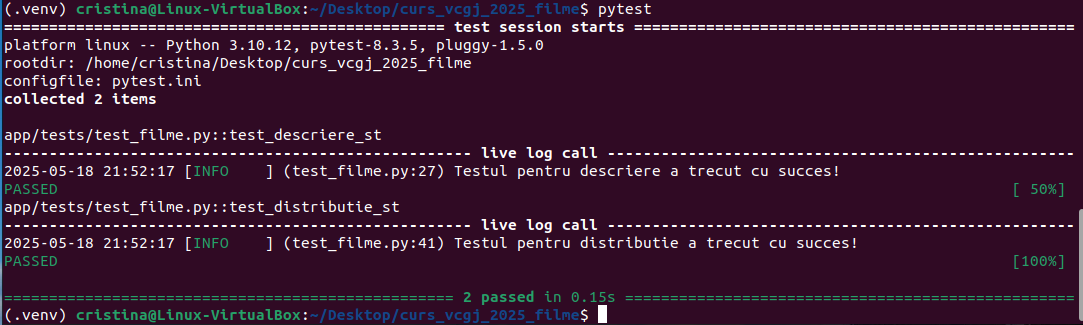 (.venv) cristina@Linux-VirtualBox:~/Desktop/curs_vcgj_2025_filme$ pytest
================================================= test session starts =================================================
platform linux -- Python 3.10.12, pytest-8.3.5, pluggy-1.5.0
rootdir: /home/cristina/Desktop/curs_vcgj_2025_filme
configfile: pytest.ini
collected 2 items
app/tests/test_filme.py::test_descriere_st
---------------------------------------------------- live log call ----------------------------------------------------
2025-05-18 21:52:17 [INFO    ] (test_filme.py:27) Testul pentru descriere a trecut cu succes!
PASSED                                                                                                          [ 50%]
app/tests/test_filme.py::test_distributie_st
---------------------------------------------------- live log call ----------------------------------------------------
2025-05-18 21:52:17 [INFO    ] (test_filme.py:41) Testul pentru distributie a trecut cu succes!
PASSED                                                                                                          [100%]
================================================== 2 passed in 0.15s ==================================================
(.venv) cristina@Linux-VirtualBox:~/Desktop/curs_vcgj_2025_filme$